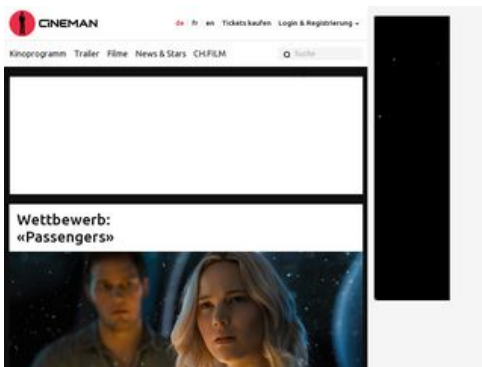 CiNEMAN
de fr en Tickets kaufen Login & Registrierung
Kinoprogramm Trailer Filme News & Stars CH.FILM Suche
Wettbewerb:
«Passengers»